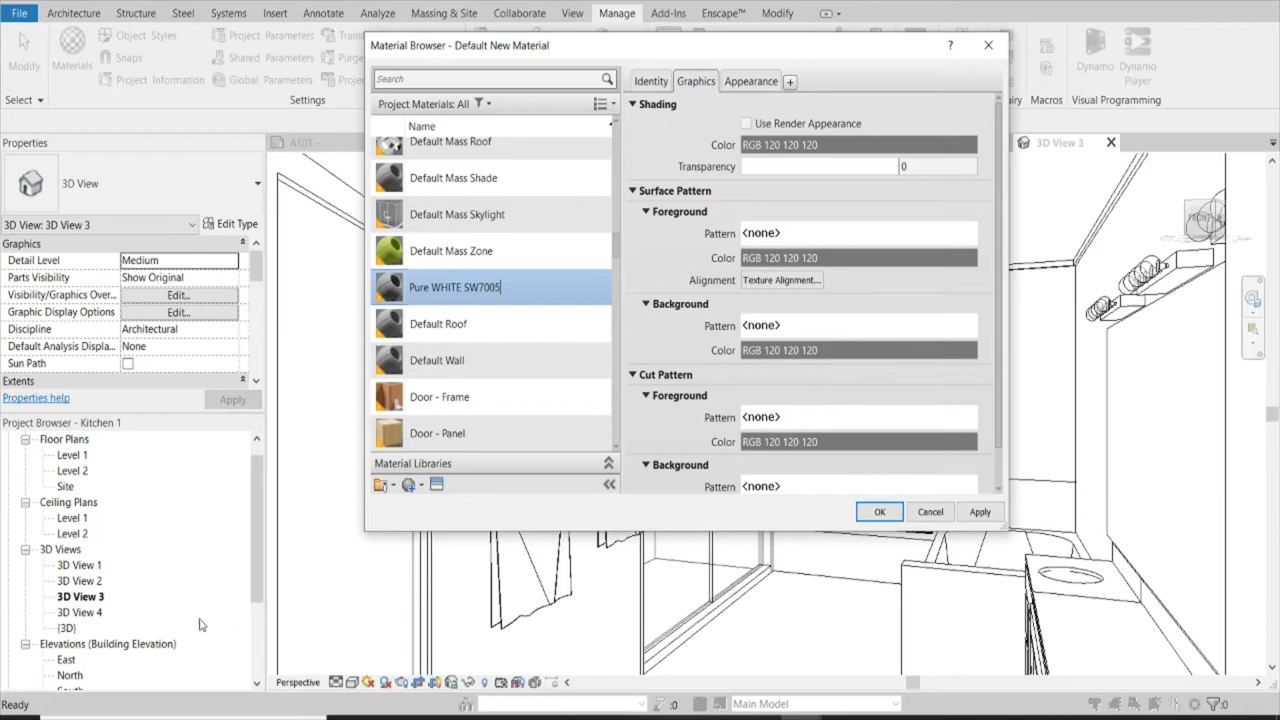 File Architecture Structure Steel Systems Insert Annotate Analyze Massing & Site Collaborate View Manage Add-Ins Enscape™ Modify
Modify
Select
Materials
Object Styles
Snaps
Project Information
Project Parameters
Shared Parameters
Global Parameters
Settings
Macros
Dynamo
Dynamo Player
Visual Programming
Material Browser - Default New Material
?
Search
Project Materials: All
Name
Default Mass Roof
Default Mass Shade
Default Mass Skylight
Default Mass Zone
Pure WHITE SW7005
Default Roof
Default Wall
Door - Frame
Door - Panel
Material Libraries
Identity Graphics Appearance
Shading
Use Render Appearance
Color RGB 120 120 120
Transparency 0
Surface Pattern
Foreground
Pattern <none>
Color RGB 120 120 120
Alignment Texture Alignment...
Background
Pattern <none>
Color RGB 120 120 120
Cut Pattern
Foreground
Pattern <none>
Color RGB 120 120 120
Background
Pattern <none>
OK Cancel Apply
A101 -
3D View 3
Properties
3D View
3D View: 3D View 3 Edit Type
Graphics
Detail Level Medium
Parts Visibility Show Original
Visibility/Graphics Over... Edit...
Graphic Display Options Edit...
Discipline Architectural
Default Analysis Displa... None
Sun Path
Extents
Properties help Apply
Project Browser - Kitchen 1
Floor Plans
Level 1
Level 2
Site
Ceiling Plans
Level 1
Level 2
3D Views
3D View 1
3D View 2
3D View 3
3D View 4
{3D}
Elevations (Building Elevation)
East
North
FRONT
Perspective
Ready
:0
Main Model
:0